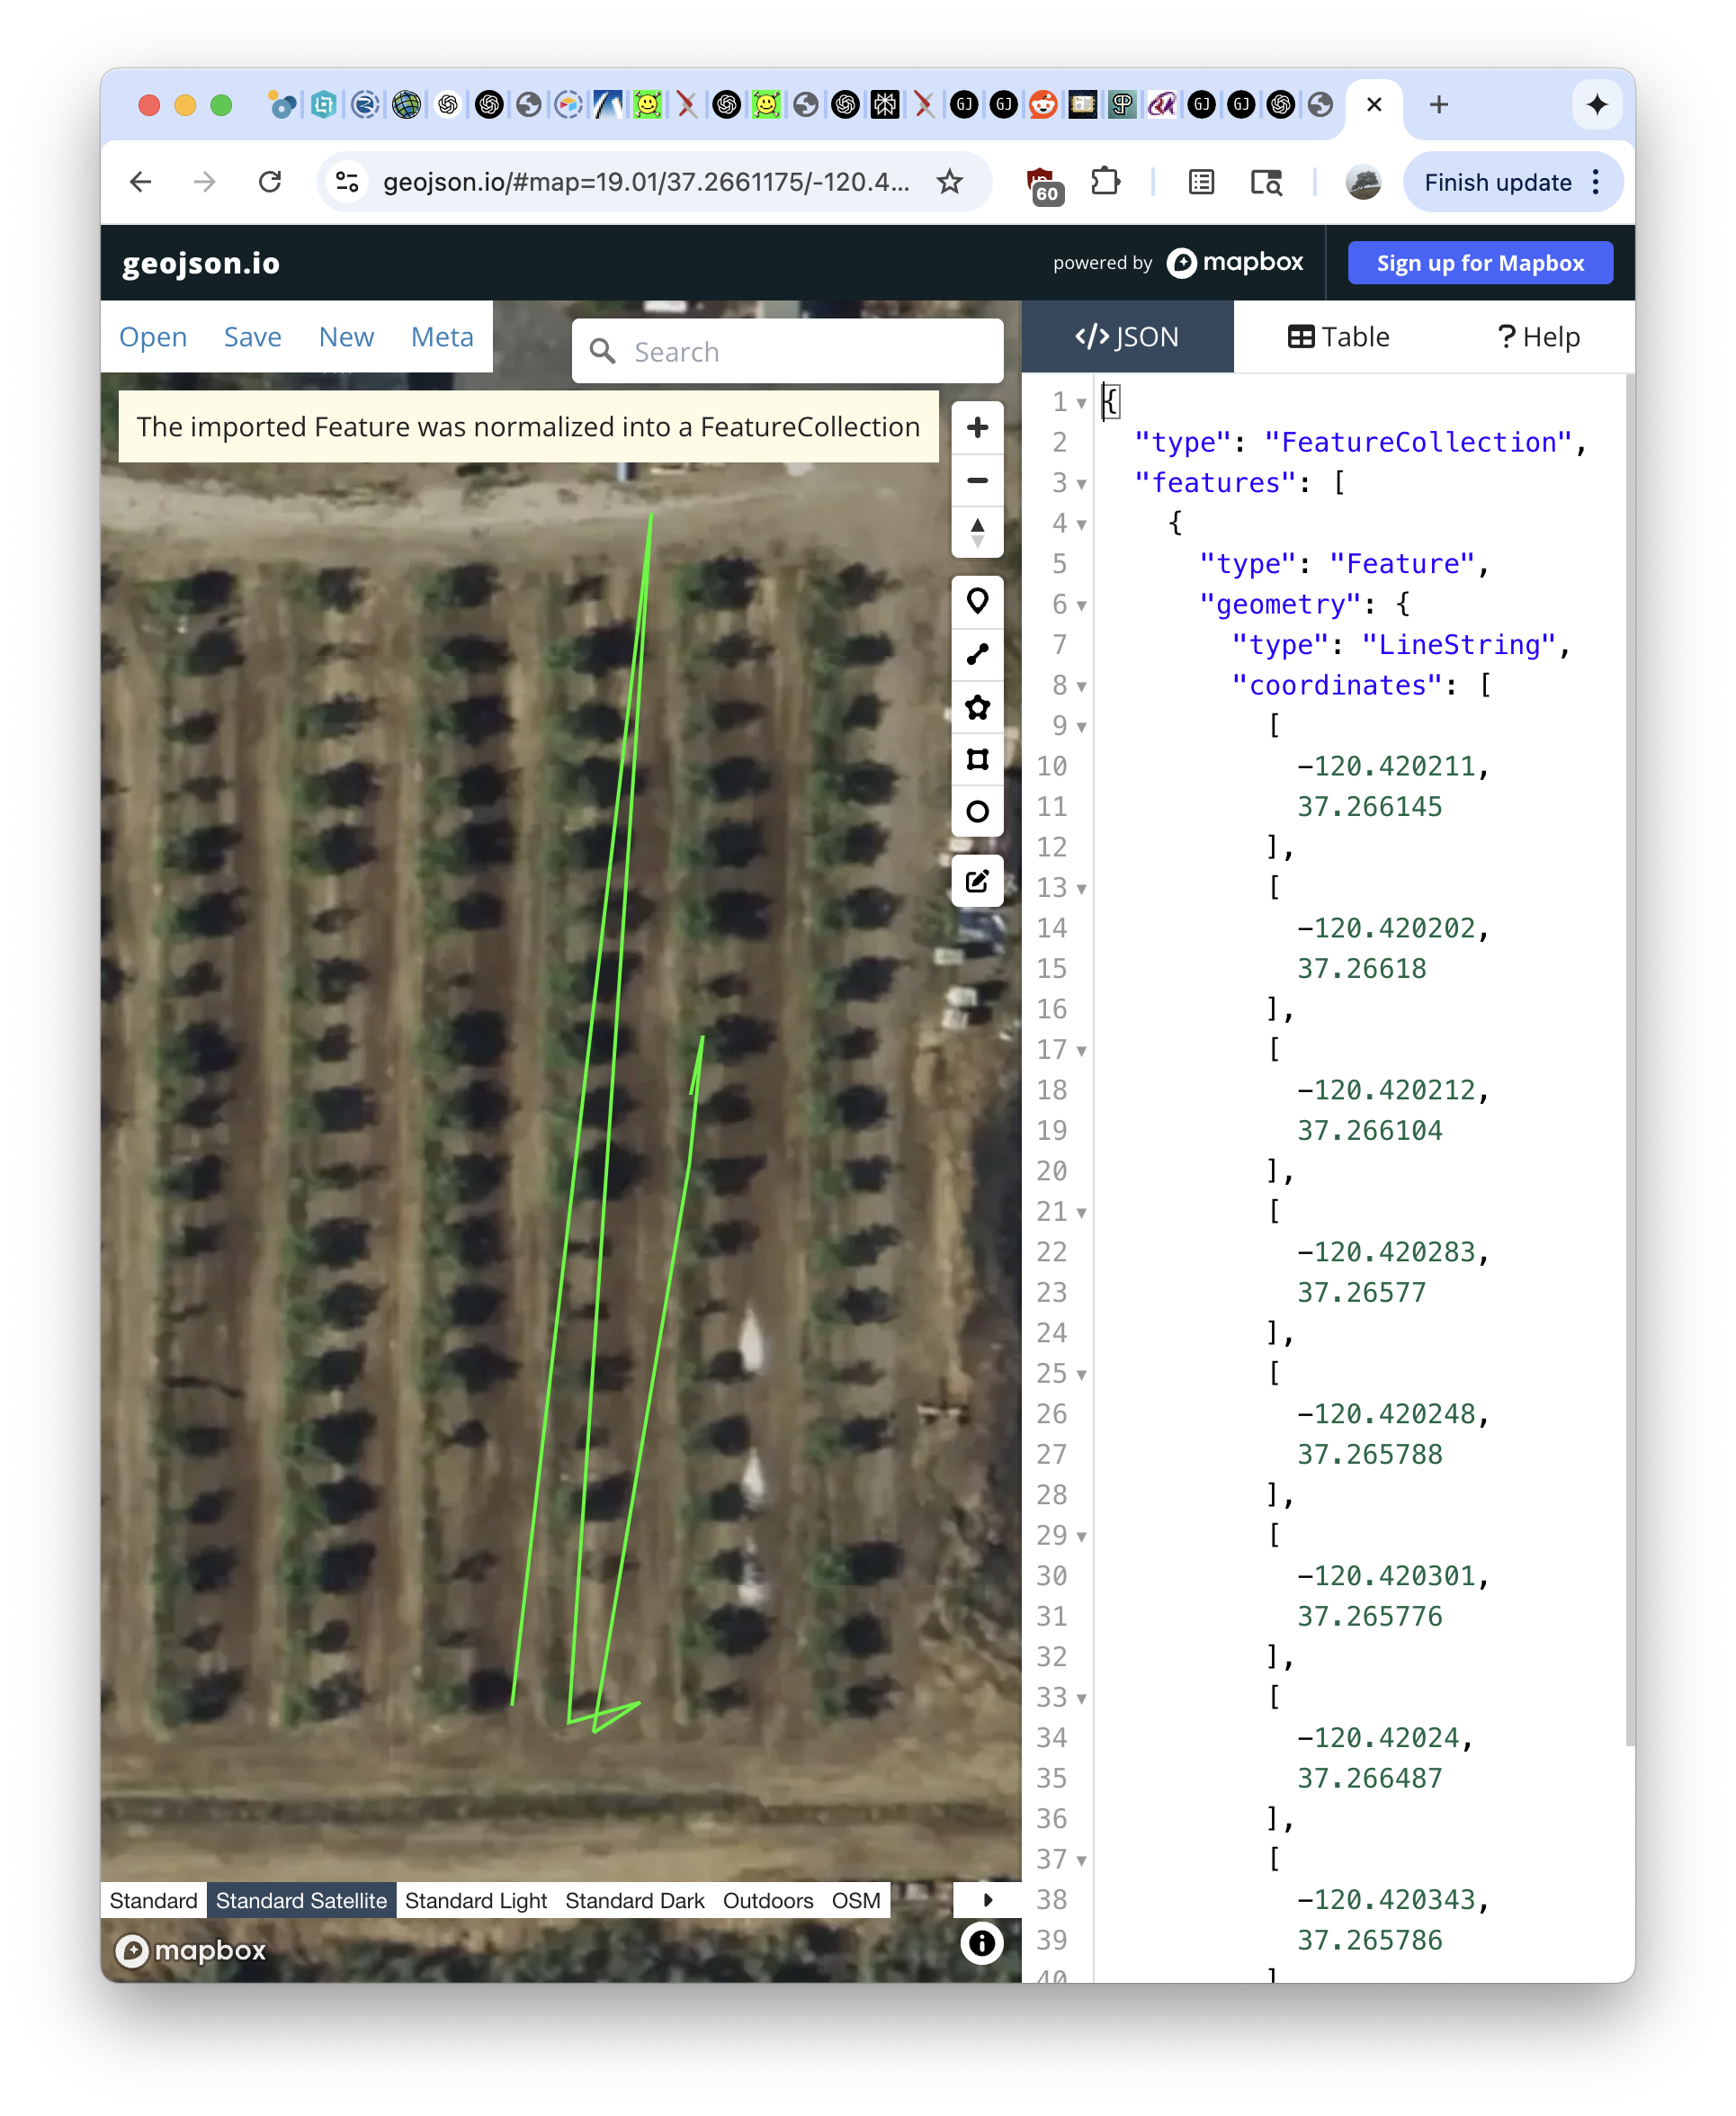 GJ GJ GJ GJ
geojson.io/#map=19.01/37.2661175/-120.4...
60
Finish update
geojson.io
powered by mapbox
Sign up for Mapbox
Open Save New Meta
Search
The imported Feature was normalized into a FeatureCollection
</> JSON
Table
? Help
1 {
2 "type": "FeatureCollection",
3 "features": [
4 {
5 "type": "Feature",
6 "geometry": {
7 "type": "LineString",
8 "coordinates": [
9 [
10 -120.420211,
11 37.266145
12 ],
13 [
14 -120.420202,
15 37.26618
16 ],
17 [
18 -120.420212,
19 37.266104
20 ],
21 [
22 -120.420283,
23 37.26577
24 ],
25 [
26 -120.420248,
27 37.265788
28 ],
29 [
30 -120.420301,
31 37.265776
32 ],
33 [
34 -120.42024,
35 37.266487
36 ],
37 [
38 -120.420343,
39 37.265786
40 ]
Standard Standard Satellite Standard Light Standard Dark Outdoors OSM
mapbox